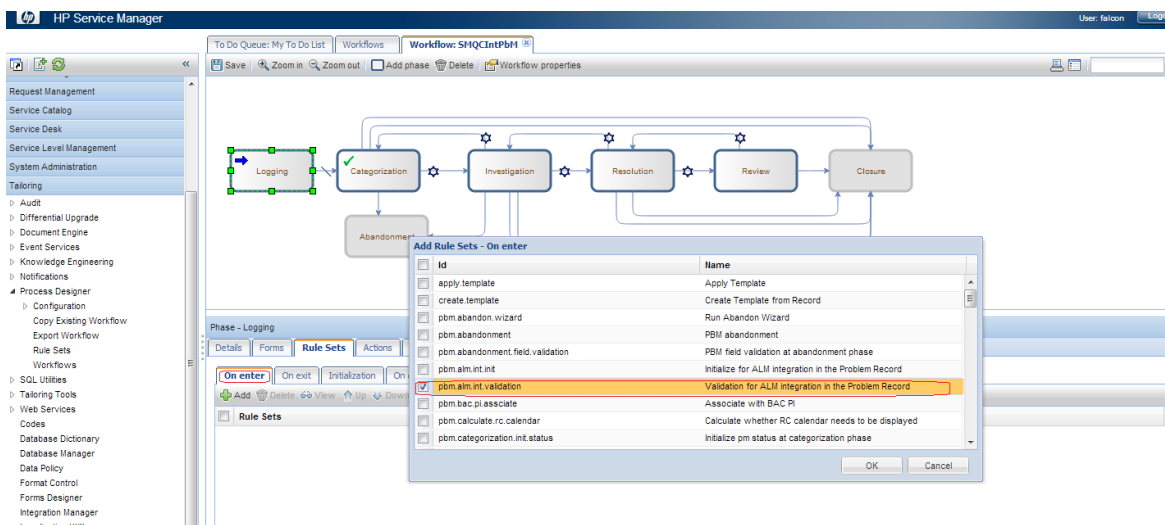 hp HP Service Manager
User: falcon
To Do Queue: My To Do List
Workflows
Workflow: SMQCIntPbM
Save
Zoom in
Zoom out
Add phase
Delete
Workflow properties
Request Management
Service Catalog
Service Desk
Service Level Management
System Administration
Tailoring
Audit
Differential Upgrade
Document Engine
Event Services
Knowledge Engineering
Notifications
Process Designer
Configuration
Copy Existing Workflow
Export Workflow
Rule Sets
Workflows
SQL Utilities
Tailoring Tools
Web Services
Codes
Database Dictionary
Database Manager
Data Policy
Format Control
Forms Designer
Integration Manager
Logging
Categorization
Investigation
Resolution
Review
Closure
Abandonment
Phase - Logging
Details
Forms
Rule Sets
Actions
On enter
On exit
Initialization
Add
Delete
View
Up
Down
Rule Sets
Add Rule Sets - On enter
Id Name
apply.template Apply Template
create.template Create Template from Record
pbm.abandon.wizard Run Abandon Wizard
pbm.abandonment PBM abandonment
pbm.abandonment.field.validation PBM field validation at abandonment phase
pbm.alm.int.init Initialize for ALM integration in the Problem Record
pbm.alm.int.validation Validation for ALM integration in the Problem Record
pbm.bac.pi.assciate Associate with BAC PI
pbm.calculate.rc.calendar Calculate whether RC calendar needs to be displayed
pbm.categorization.init.status Initialize pm status at categorization phase
OK
Cancel